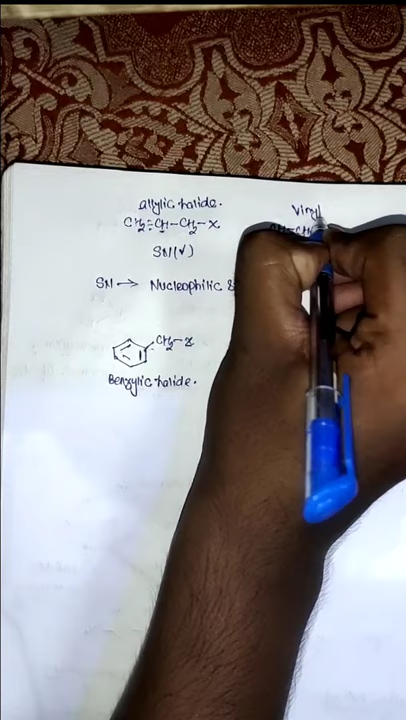 allylic halide.
CH₂=CH-CH₂-X
SN(✓)
SN → Nucleophilic
CH₂-X
Benzylic halide.
Vinyl